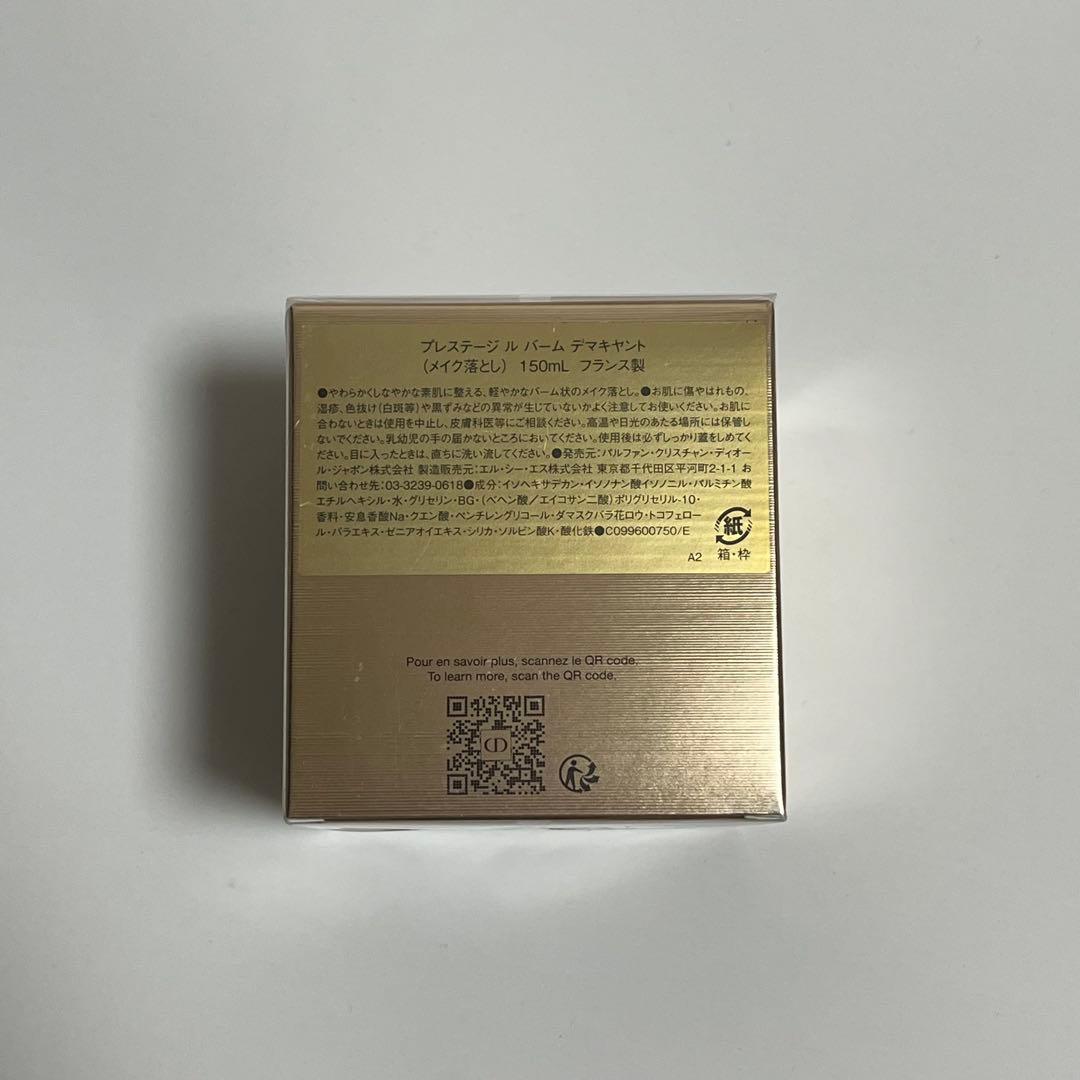 プレステージ ル バーム デマキヤント
(メイク落とし) 150mL フランス製
●やわらかくしなやかな素肌に整える、軽やかなバーム状のメイク落とし。●お肌に傷やはれもの、
湿疹、色抜け(白斑等)や黒ずみなどの異常が生じていないかよく注意してお使いください。お肌に
合わないときは使用を中止し、皮膚科医等にご相談ください。高温や日光のあたる場所には保管し
ないでください。乳幼児の手の届かないところにおいてください。使用後は必ずしっかり蓋をしめてく
ださい。目に入ったときは、直ちに洗い流してください。●発売元:パルファン・クリスチャン・ディオー
ル・ジャポン株式会社 製造販売元:エル・シー・エス株式会社 東京都千代田区平河町2-1-1 お
問い合わせ先:03-3239-0618●成分:イソヘキサデカン・イソノナン酸イソノニル・パルミチン酸
エチルヘキシル・水・グリセリン・BG・(ベヘン酸/エイコサン二酸)ポリグリセリル-10・
香料・安息香酸Na・クエン酸・ペンチレングリコール・ダマスクバラ花ロウ・トコフェロー
ル・バラエキス・ゼニアオイエキス・シリカ・ソルビン酸K・酸化鉄●C099600750/E
紙
A2 箱・枠
Pour en savoir plus, scannez le QR code.
To learn more, scan the QR code.
CD